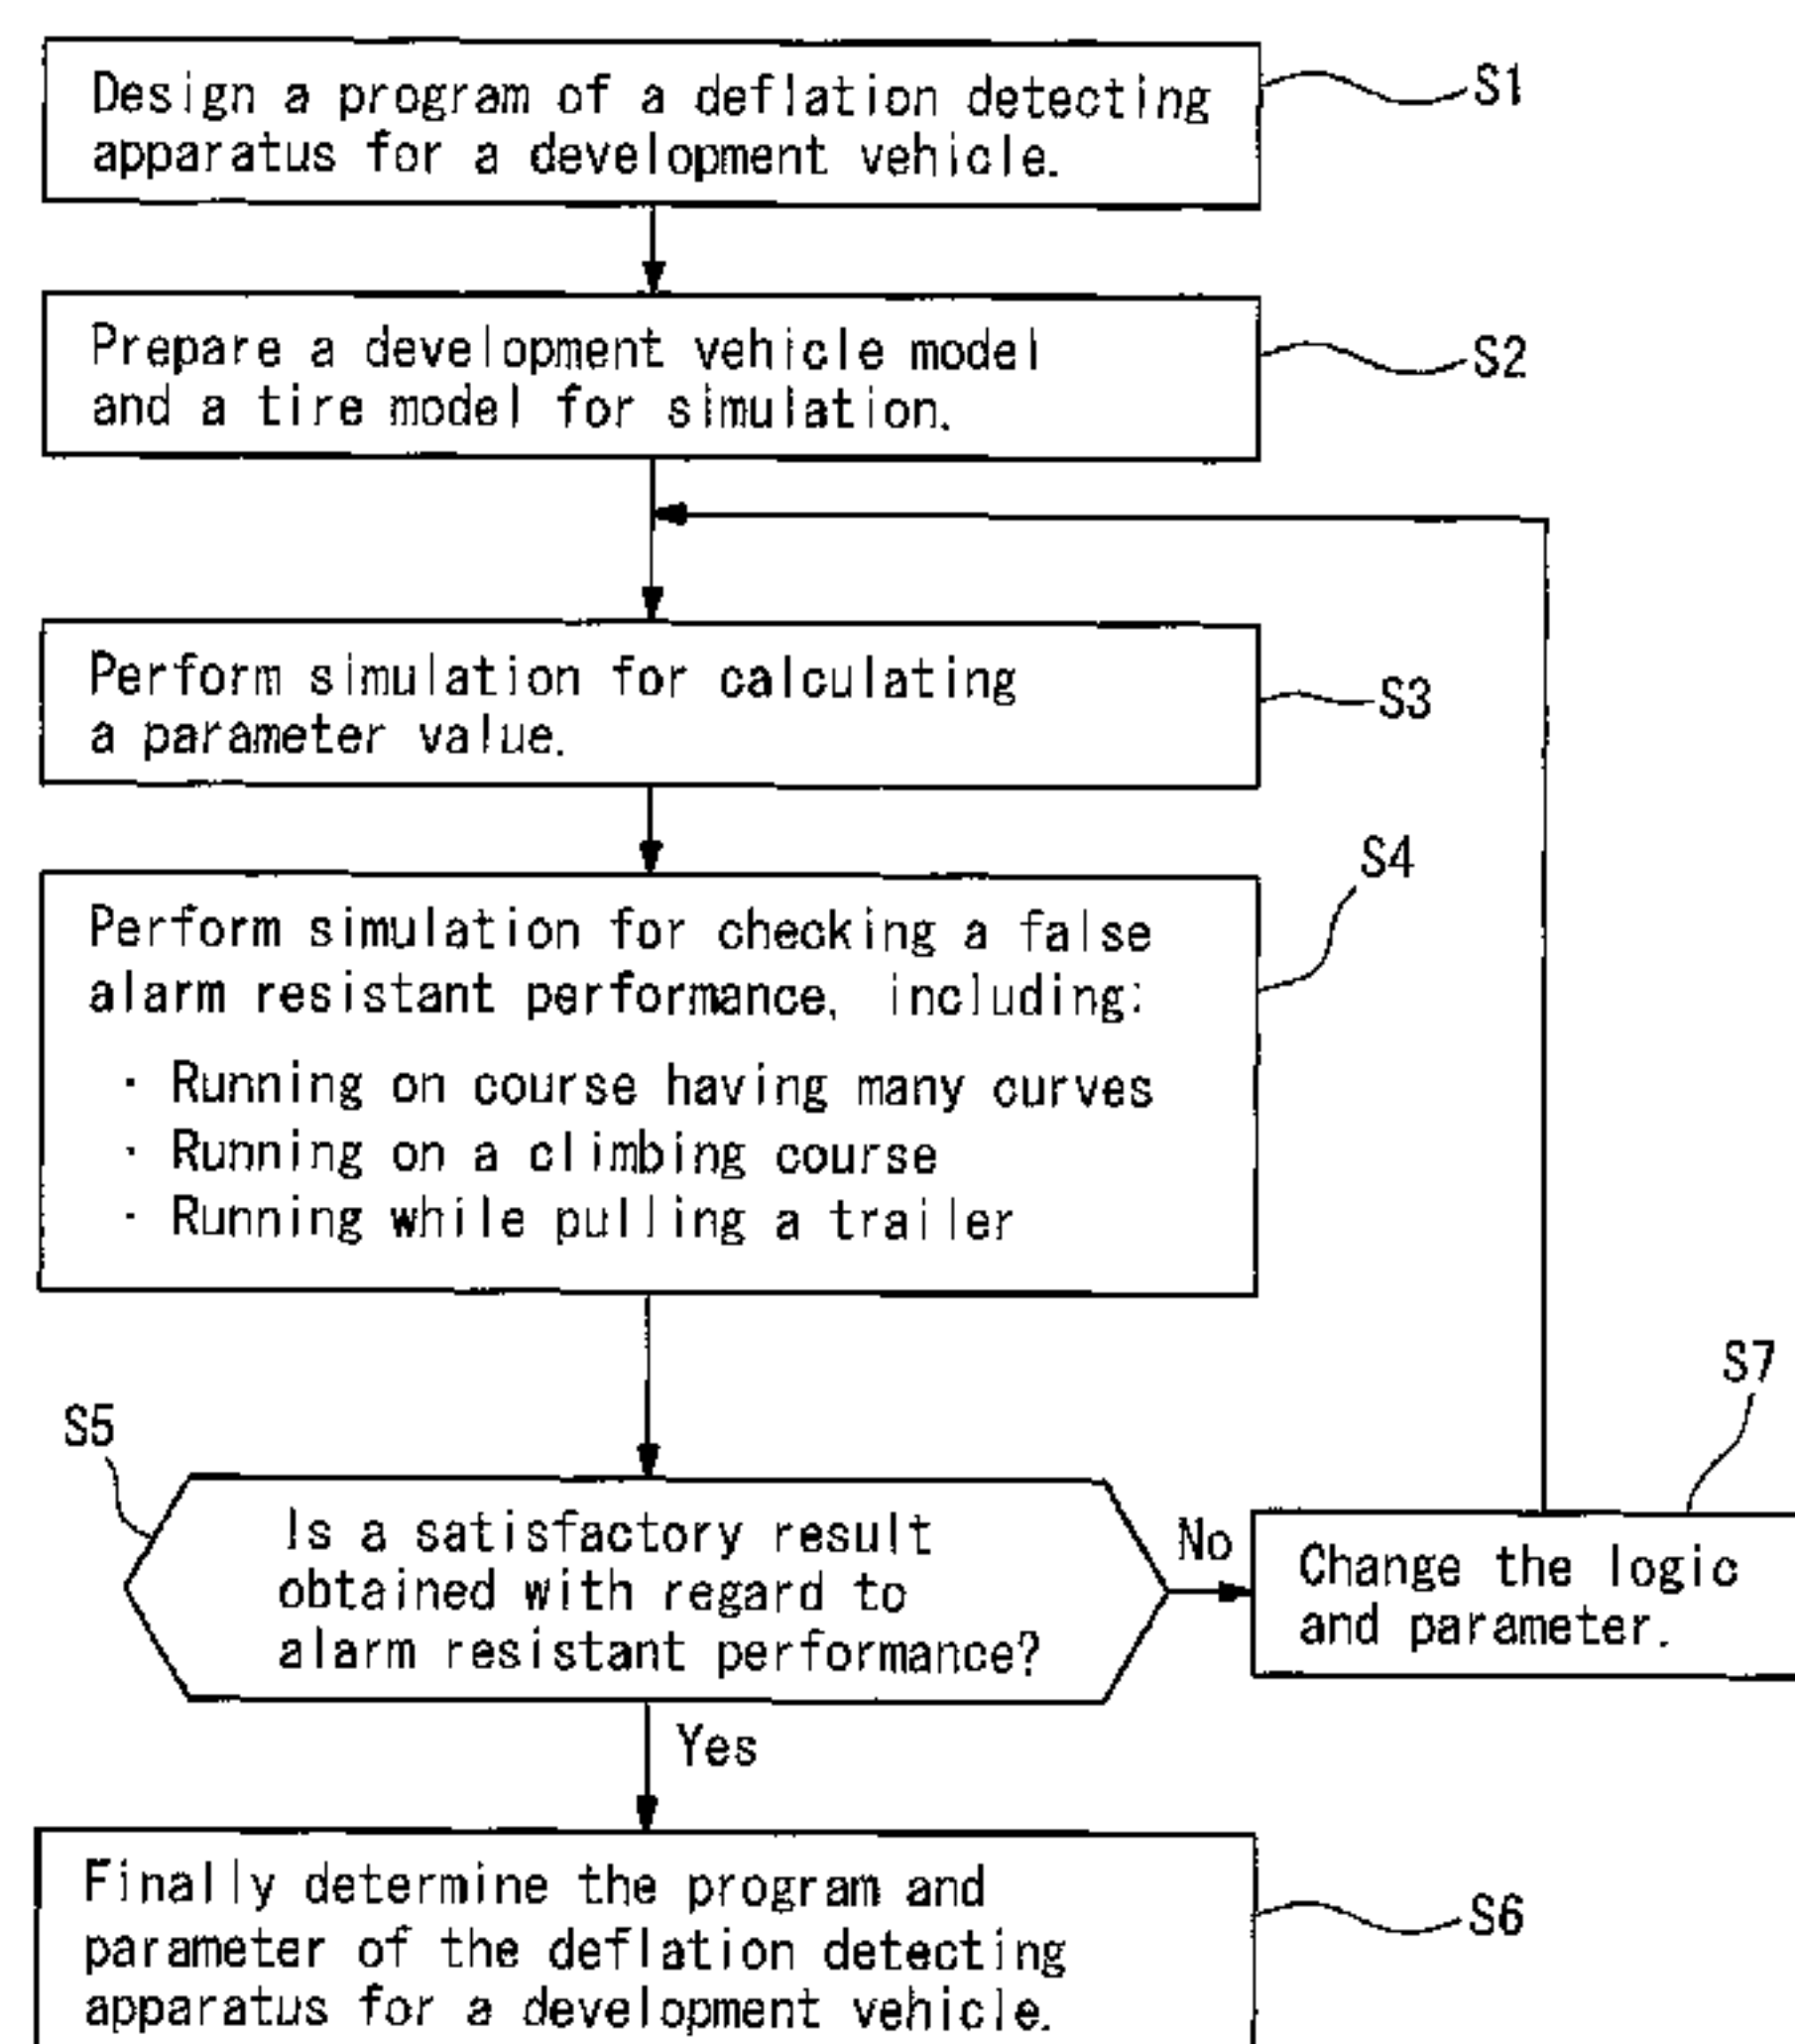 Design a program of a deflation detecting
apparatus for a development vehicle.
S1
Prepare a development vehicle model
and a tire model for simulation.
S2
Perform simulation for calculating
a parameter value.
S3
S4
Perform simulation for checking a false
alarm resistant performance, including:
· Running on course having many curves
· Running on a climbing course
· Running while pulling a trailer
S5
Is a satisfactory result
obtained with regard to
alarm resistant performance?
No
S7
Change the logic
and parameter.
Yes
Finally determine the program and
parameter of the deflation detecting
apparatus for a development vehicle.
S6